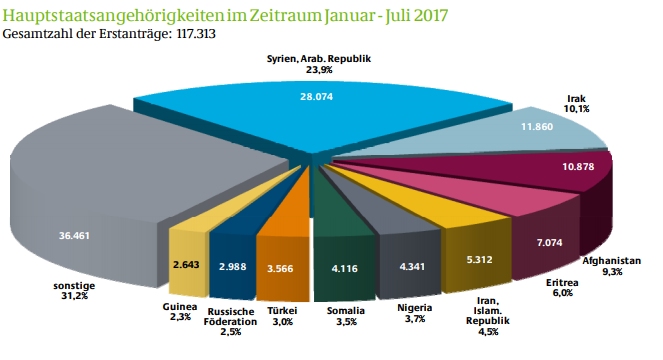 Hauptstaatsangehörigkeiten im Zeitraum Januar - Juli 2017
Gesamtzahl der Erstanträge: 117.313
Syrien, Arab. Republik
23,9%
28.074
Irak
10,1%
11.860
10.878
Afghanistan
9,3%
7.074
Eritrea
6,0%
5.312
Iran,
Islam.
Republik
4,5%
4.341
Nigeria
3,7%
4.116
Somalia
3,5%
3.566
Türkei
3,0%
2.988
Russische
Föderation
2,5%
2.643
Guinea
2,3%
36.461
sonstige
31,2%